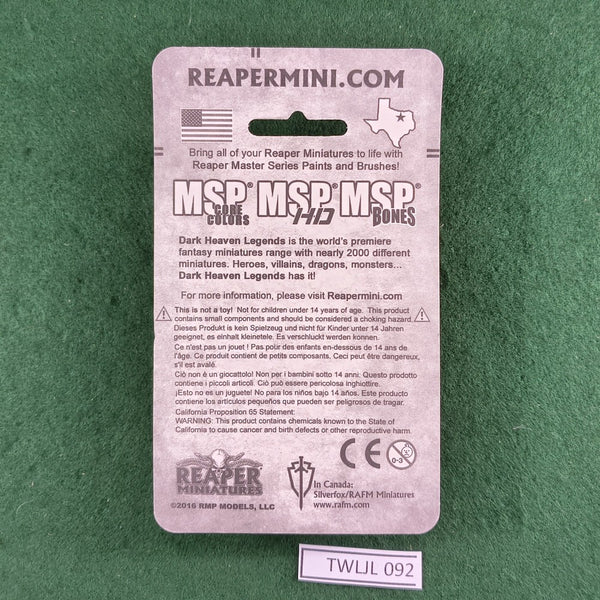 REAPERMINI.COM
Bring all of your Reaper Miniatures to life with
Reaper Master Series Paints and Brushes!
MSP® CORE COLORS MSP® HD MSP® BONES
Dark Heaven Legends is the world's premiere
fantasy miniatures range with nearly 2000 different
miniatures. Heroes, villains, dragons, monsters...
Dark Heaven Legends has it!
For more information, please visit Reapermini.com
This is not a toy! Not for children under 14 years of age. This product
contains small components and should be considered a choking hazard.
Dieses Produkt is kein Spielzeug und nicht für Kinder unter 14 Jahren
geeignet, es einhalt kleineteile. Es verschluckt werden konnen.
Ce n'est pas un jouet ! Pas pour des enfants en-dessous de 14 ans de
l'âge. Ce produit contient de petits composants. Ceci peut être dangereux,
s'il est avalé.
Ciò non è un giocattelo! Non per i bambini sotto 14 anni. Questo prodotto
contiene i piccoli articoli. Ció può essere pericolosa inghiottire.
¡Esto no es un juguete! No para los niños bajo 14 años. Este producto
contiene los artículos pequeños que pueden ser peligroso de tragar.
California Proposition 65 Statement:
WARNING: This product contains chemicals known to the State of
California to cause cancer and birth defects or other reproductive harm.
CE 0-3
REAPER
MINIATURES
©2016 RMP MODELS, LLC
In Canada:
Silverfox/RAFM Miniatures
www.rafm.com
TWLJL 092